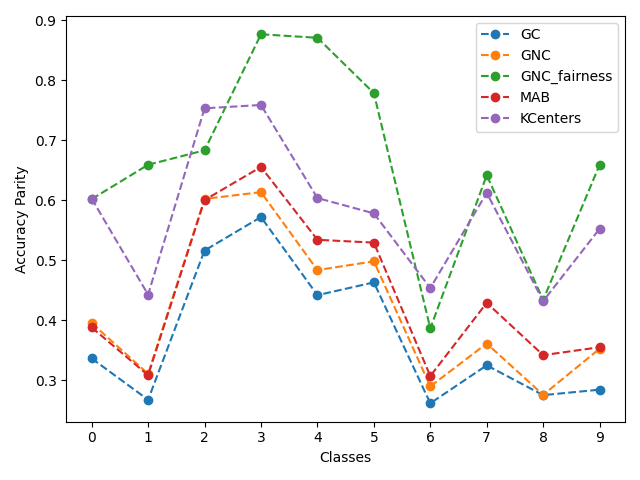 0.9
0.8
0.7
0.6
0.5
0.4
0.3
Accuracy Parity
GC
GNC
GNC_fairness
MAB
KCenters
0 1 2 3 4 5 6 7 8 9
Classes